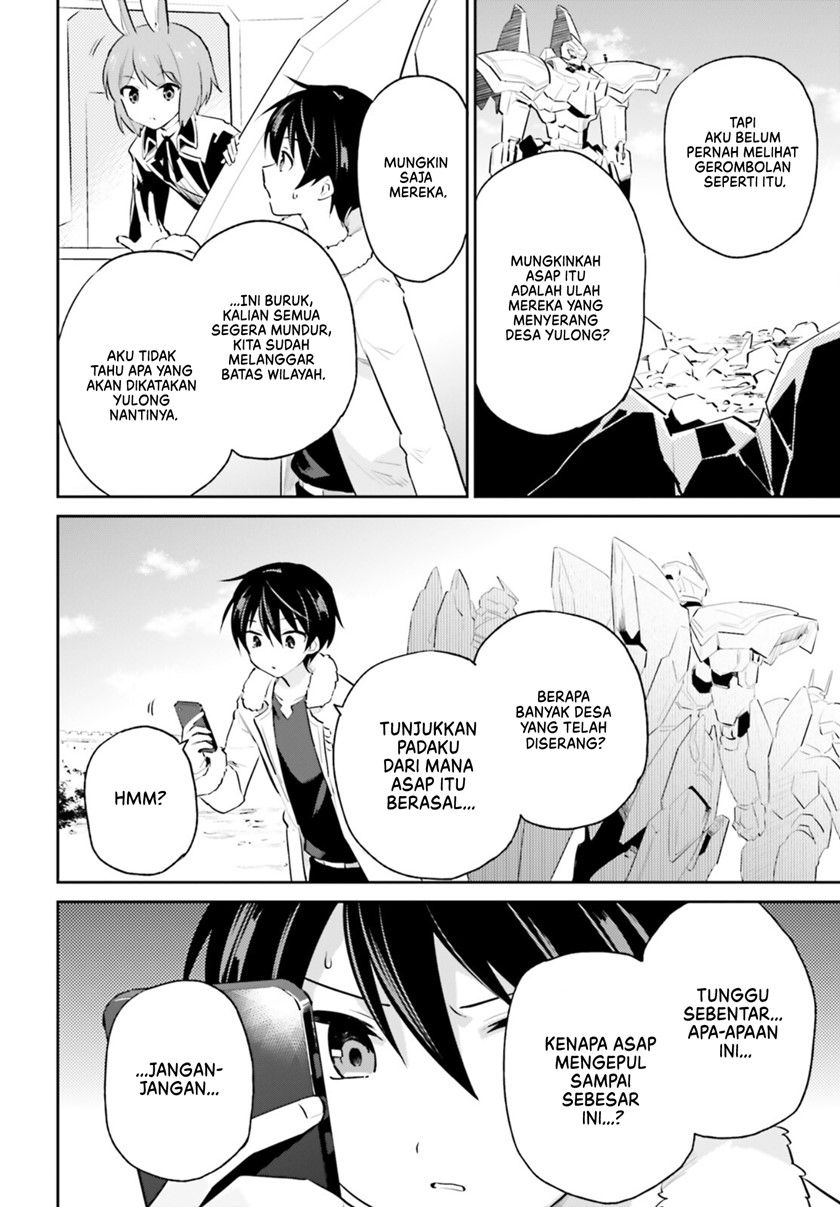 TAPI
AKU BELUM
PERNAH MELIHAT
GEROMBOLAN
SEPERTI ITU.
MUNGKINKAH
ASAP ITU
ADALAH ULAH
MEREKA YANG
MENYERANG
DESA YULONG?
MUNGKIN
SAJA
MEREKA.
...INI BURUK,
KALIAN SEMUA
SEGERA MUNDUR,
KITA SUDAH
MELANGGAR
BATAS WILAYAH.
AKU TIDAK
TAHU APA YANG
AKAN DIKATAKAN
YULONG
NANTINYA.
BERAPA
BANYAK DESA
YANG TELAH
DISERANG?
TUNJUKKAN
PADAKU
DARI MANA
ASAP ITU
BERASAL...
HMM?
TUNGGU
SEBENTAR...
APA-APAAN
INI...
KENAPA ASAP
MENGEPUL
SAMPAI
SEBESAR
INI...?
...JANGAN-
JANGAN...